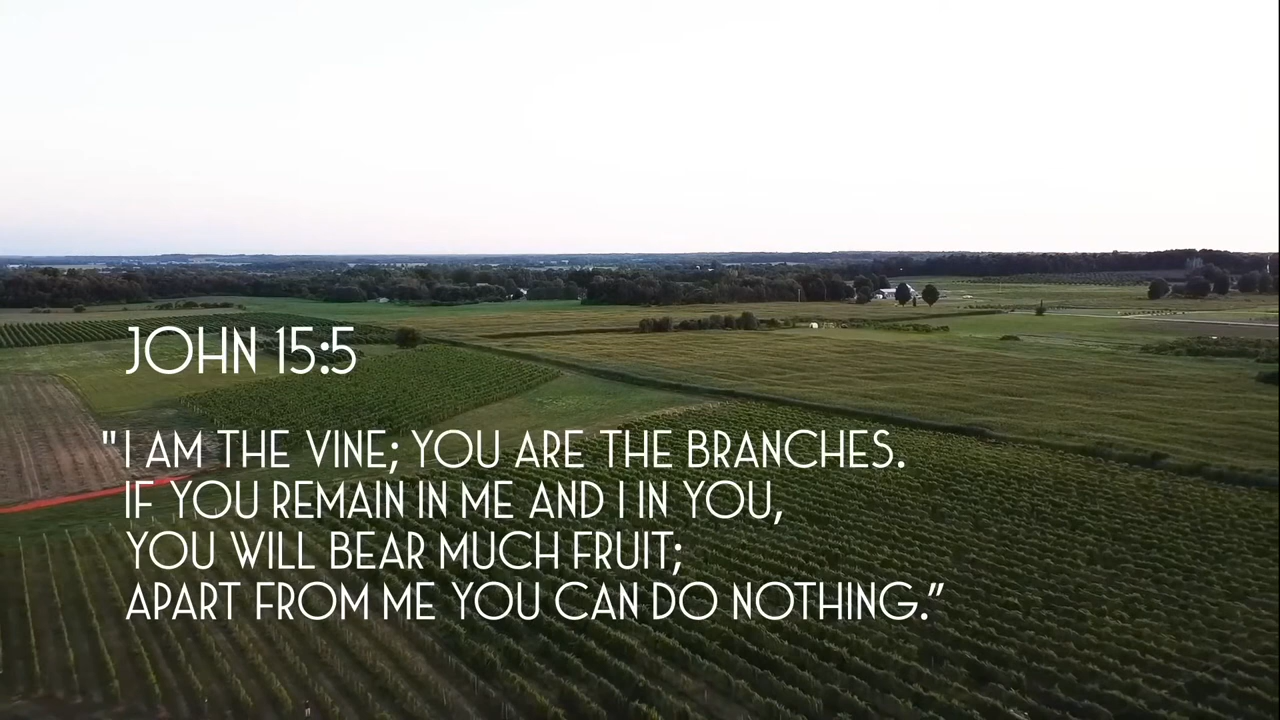 JOHN 15:5
"I AM THE VINE; YOU ARE THE BRANCHES.
IF YOU REMAIN IN ME AND I IN YOU,
YOU WILL BEAR MUCH FRUIT;
APART FROM ME YOU CAN DO NOTHING.”